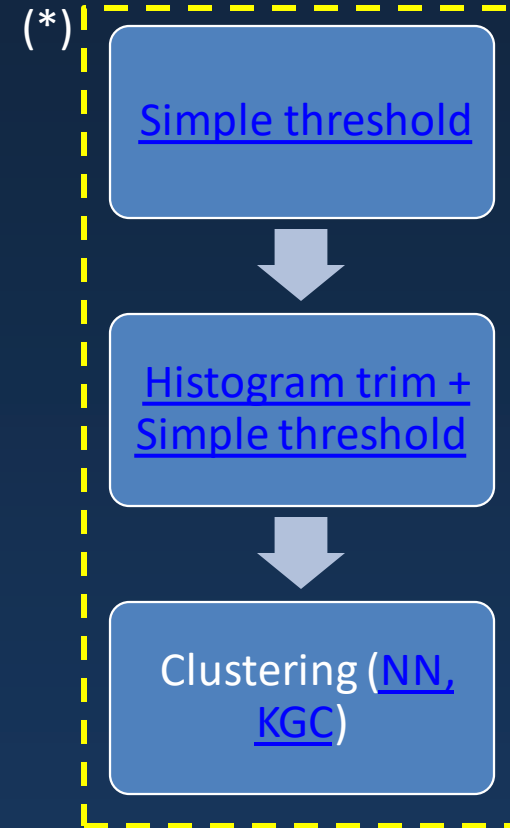 (*)
Simple threshold
Histogram trim +
Simple threshold
Clustering (NN,
KGC)